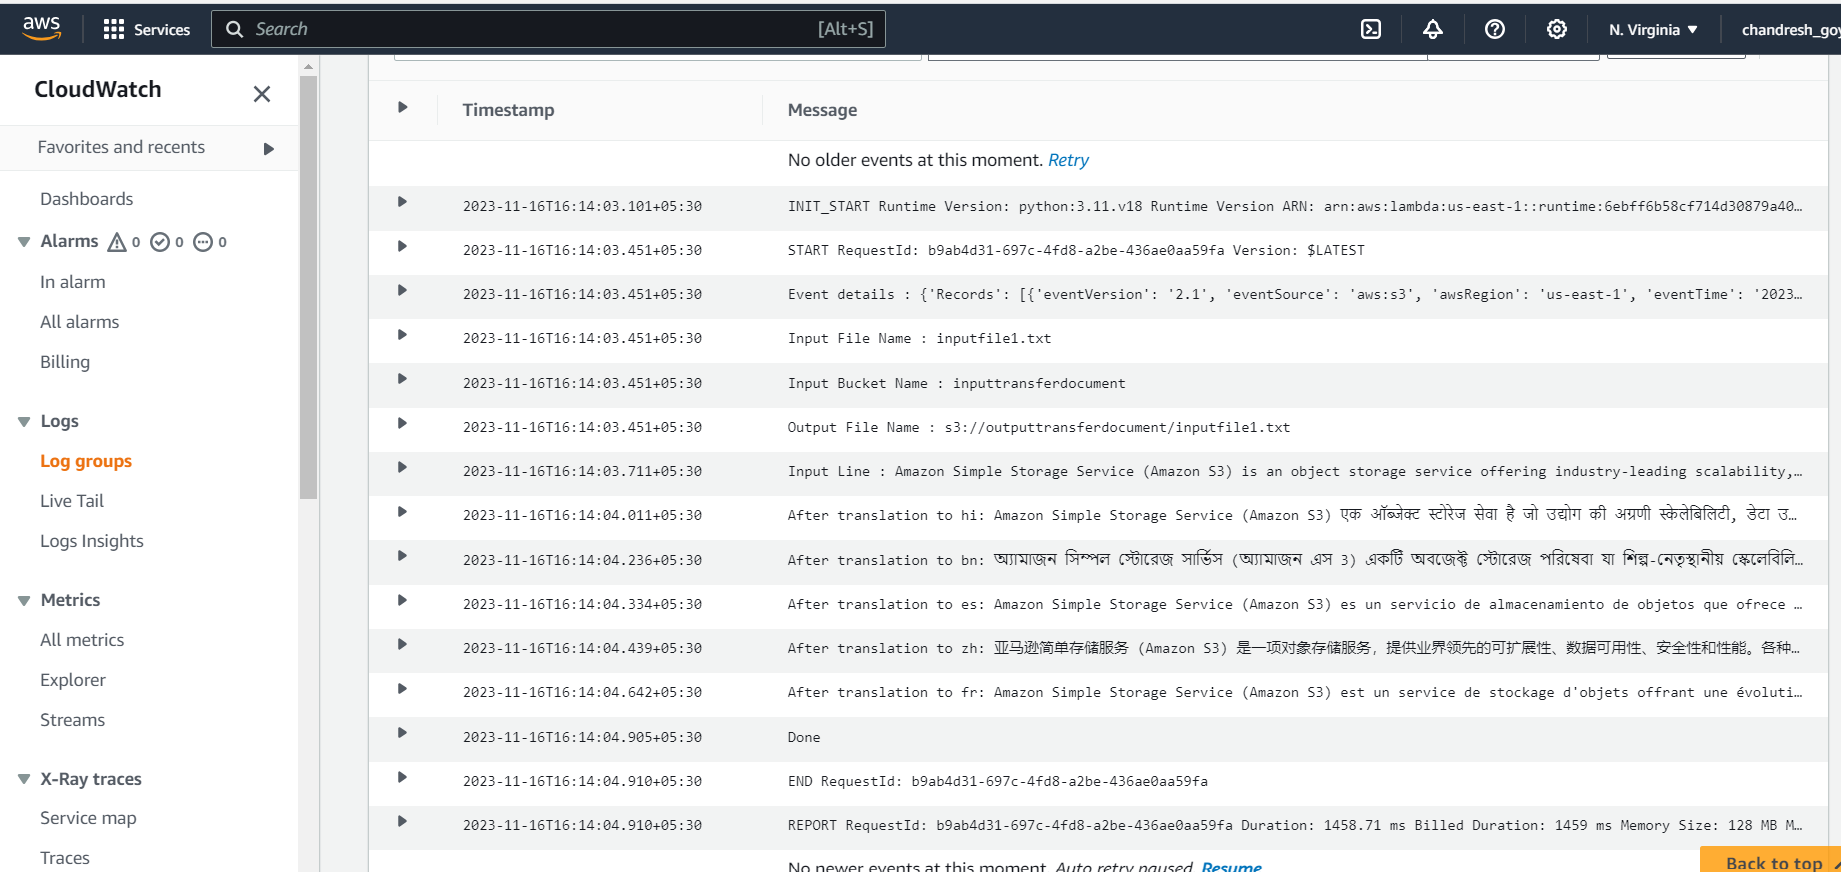 aws
Services
Search
[Alt+S]
N. Virginia
chandresh_goy
CloudWatch
Favorites and recents
Dashboards
Alarms 0 0 0
In alarm
All alarms
Billing
Logs
Log groups
Live Tail
Logs Insights
Metrics
All metrics
Explorer
Streams
X-Ray traces
Service map
Traces
Timestamp Message
No older events at this moment. Retry
2023-11-16T16:14:03.101+05:30 INIT_START Runtime Version: python:3.11.v18 Runtime Version ARN: arn:aws:lambda:us-east-1::runtime:6ebff6b58cf714d30879a40…
2023-11-16T16:14:03.451+05:30 START RequestId: b9ab4d31-697c-4fd8-a2be-436ae0aa59fa Version: $LATEST
2023-11-16T16:14:03.451+05:30 Event details : {'Records': [{'eventVersion': '2.1', 'eventSource': 'aws:s3', 'awsRegion': 'us-east-1', 'eventTime': '2023…
2023-11-16T16:14:03.451+05:30 Input File Name : inputfile1.txt
2023-11-16T16:14:03.451+05:30 Input Bucket Name : inputtransferdocument
2023-11-16T16:14:03.451+05:30 Output File Name : s3://outputtransferdocument/inputfile1.txt
2023-11-16T16:14:03.711+05:30 Input Line : Amazon Simple Storage Service (Amazon S3) is an object storage service offering industry-leading scalability,…
2023-11-16T16:14:04.011+05:30 After translation to hi: Amazon Simple Storage Service (Amazon S3) एक ऑब्जेक्ट स्टोरेज सेवा है जो उद्योग की अग्रणी स्केलेबिलिटी, डेटा उ…
2023-11-16T16:14:04.236+05:30 After translation to bn: অ্যামাজন সিম্পল স্টোরেজ সার্ভিস (অ্যামাজন এস 3) একটি অবজেক্ট স্টোরেজ পরিষেবা যা শিল্প-নেতৃস্থানীয় স্কেলেবিলি…
2023-11-16T16:14:04.334+05:30 After translation to es: Amazon Simple Storage Service (Amazon S3) es un servicio de almacenamiento de objetos que ofrece …
2023-11-16T16:14:04.439+05:30 After translation to zh: 亚马逊简单存储服务 (Amazon S3) 是一项对象存储服务，提供业界领先的可扩展性、数据可用性、安全性和性能。各种…
2023-11-16T16:14:04.642+05:30 After translation to fr: Amazon Simple Storage Service (Amazon S3) est un service de stockage d'objets offrant une évoluti…
2023-11-16T16:14:04.905+05:30 Done
2023-11-16T16:14:04.910+05:30 END RequestId: b9ab4d31-697c-4fd8-a2be-436ae0aa59fa
2023-11-16T16:14:04.910+05:30 REPORT RequestId: b9ab4d31-697c-4fd8-a2be-436ae0aa59fa Duration: 1458.71 ms Billed Duration: 1459 ms Memory Size: 128 MB M…
No newer events at this moment. Auto retry paused. Resume
Back to top